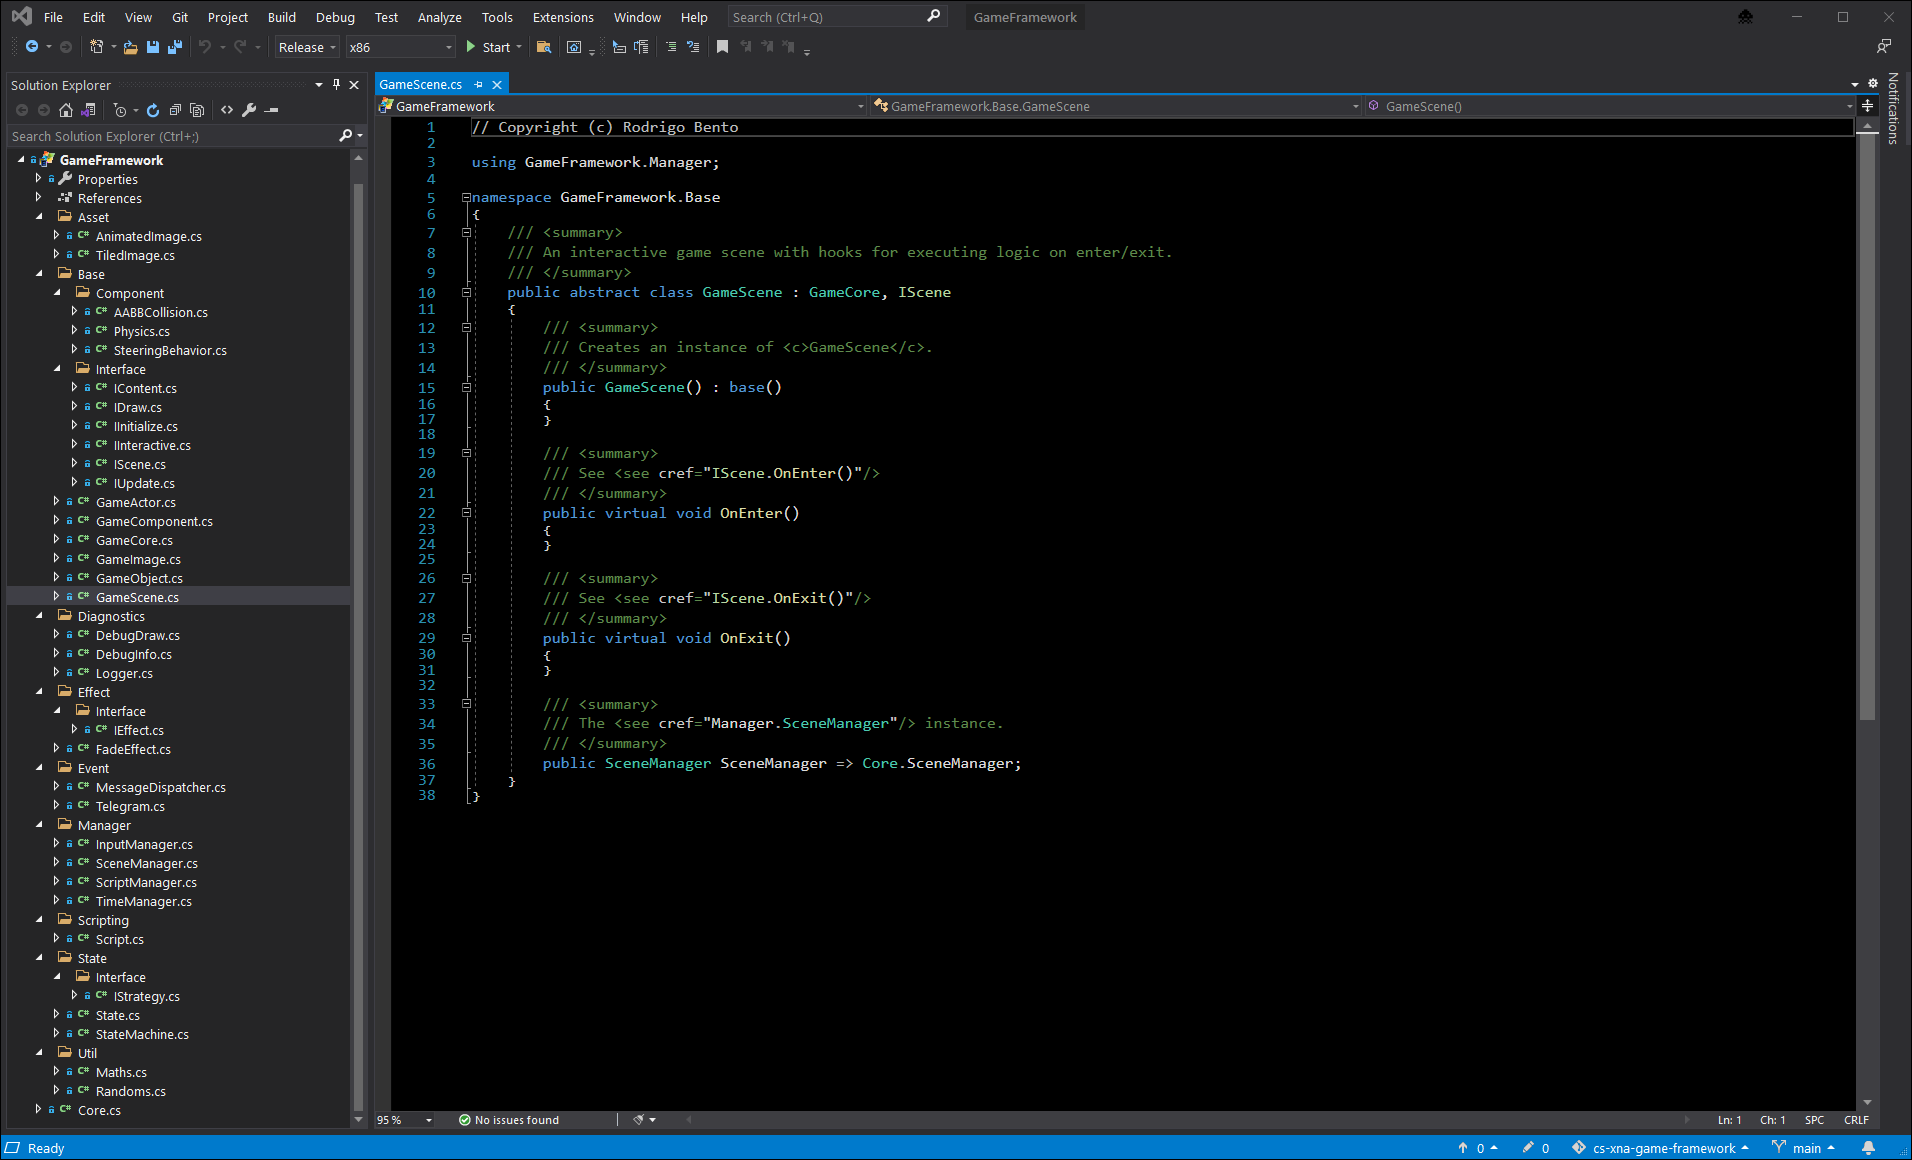 File Edit View Git Project Build Debug Test Analyze Tools Extensions Window Help Search (Ctrl+Q) GameFramework
Release x86 Start
Solution Explorer
Search Solution Explorer (Ctrl+;)
GameFramework
Properties
References
Asset
C# AnimatedImage.cs
C# TiledImage.cs
Base
Component
C# AABBCollision.cs
C# Physics.cs
C# SteeringBehavior.cs
Interface
C# IContent.cs
C# IDraw.cs
C# IInitialize.cs
C# IInteractive.cs
C# IScene.cs
C# IUpdate.cs
C# GameActor.cs
C# GameComponent.cs
C# GameCore.cs
C# GameImage.cs
C# GameObject.cs
C# GameScene.cs
Diagnostics
C# DebugDraw.cs
C# DebugInfo.cs
C# Logger.cs
Effect
Interface
C# IEffect.cs
C# FadeEffect.cs
Event
C# MessageDispatcher.cs
C# Telegram.cs
Manager
C# InputManager.cs
C# SceneManager.cs
C# ScriptManager.cs
C# TimeManager.cs
Scripting
C# Script.cs
State
Interface
C# IStrategy.cs
C# State.cs
C# StateMachine.cs
Util
C# Maths.cs
C# Randoms.cs
C# Core.cs
GameScene.cs
GameFramework GameFramework.Base.GameScene GameScene()
1 // Copyright (c) Rodrigo Bento
2
3 using GameFramework.Manager;
4
5 namespace GameFramework.Base
6 {
7 /// <summary>
8 /// An interactive game scene with hooks for executing logic on enter/exit.
9 /// </summary>
10 public abstract class GameScene : GameCore, IScene
11 {
12 /// <summary>
13 /// Creates an instance of <c>GameScene</c>.
14 /// </summary>
15 public GameScene() : base()
16 {
17 }
18
19 /// <summary>
20 /// See <see cref="IScene.OnEnter()"/>
21 /// </summary>
22 public virtual void OnEnter()
23 {
24 }
25
26 /// <summary>
27 /// See <see cref="IScene.OnExit()"/>
28 /// </summary>
29 public virtual void OnExit()
30 {
31 }
32
33 /// <summary>
34 /// The <see cref="Manager.SceneManager"/> instance.
35 /// </summary>
36 public SceneManager SceneManager => Core.SceneManager;
37 }
38 }
Notifications
95 % No issues found Ln: 1 Ch: 1 SPC CRLF
Ready 0 0 cs-xna-game-framework main